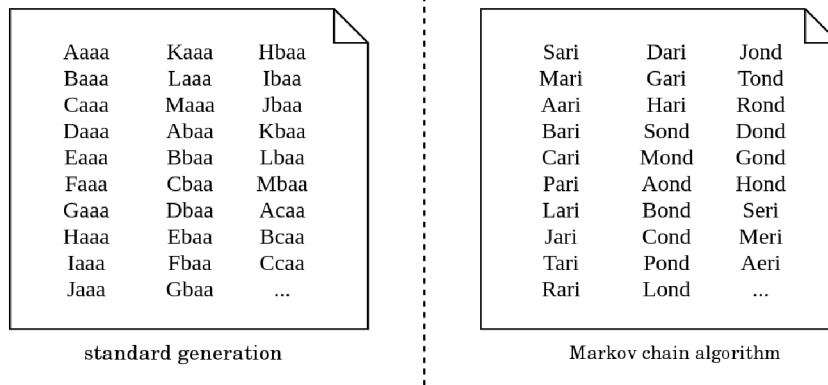 Aaaa Kaaa Hbaa
Baaa Laaa Ibaa
Caaa Maaa Jbaa
Daaa Abaa Kbaa
Eaaa Bbaa Lbaa
Faaa Cbaa Mbaa
Gaaa Dbaa Acaa
Haaa Ebaa Bcaa
Iaaa Fbaa Ccaa
Jaaa Gbaa ...
standard generation
Sari Dari Jond
Mari Gari Tond
Aari Hari Rond
Bari Sond Dond
Cari Mond Gond
Pari Aond Hond
Lari Bond Seri
Jari Cond Meri
Tari Pond Aeri
Rari Lond ...
Markov chain algorithm